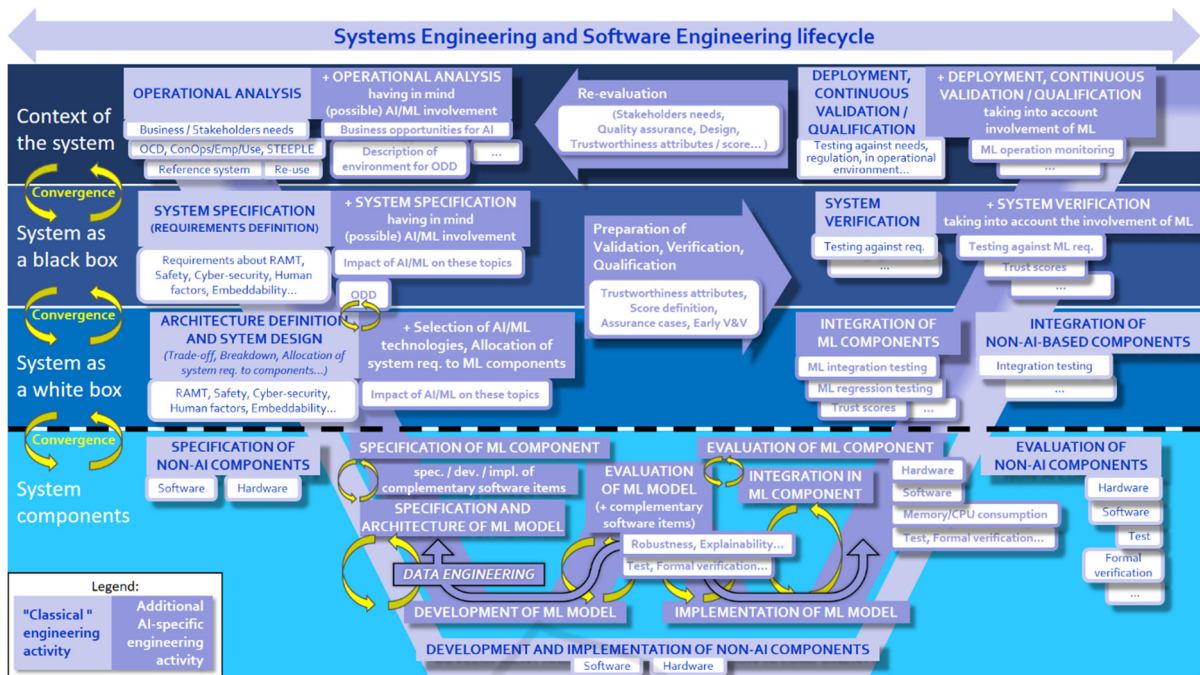 Systems Engineering and Software Engineering lifecycle
Context of
the system
OPERATIONAL ANALYSIS
Business / Stakeholders needs
OCD, ConOps/Emp/Use, STEEPLE
Reference system
Re-use
+ OPERATIONAL ANALYSIS
having in mind
(possible) AI/ML involvement
Business opportunities for AI
Description of
environment for ODD
...
Re-evaluation
(Stakeholders needs,
Quality assurance, Design,
Trustworthiness attributes / score... )
DEPLOYMENT,
CONTINUOUS
VALIDATION /
QUALIFICATION
Testing against needs,
regulation, in operational
environment...
+ DEPLOYMENT, CONTINUOUS
VALIDATION / QUALIFICATION
taking into account
involvement of ML
ML operation monitoring
...
Convergence
System as
a black box
SYSTEM SPECIFICATION
(REQUIREMENTS DEFINITION)
Requirements about RAMT,
Safety, Cyber-security, Human
factors, Embeddability...
+ SYSTEM SPECIFICATION
having in mind
(possible) AI/ML involvement
Impact of AI/ML on these topics
ODD
Preparation of
Validation, Verification,
Qualification
Trustworthiness attributes,
Score definition,
Assurance cases, Early V&V
SYSTEM
VERIFICATION
Testing against req.
...
+ SYSTEM VERIFICATION
taking into account the involvement of ML
Testing against ML req.
Trust scores
...
Convergence
System as
a white box
ARCHITECTURE DEFINITION
AND SYTEM DESIGN
(Trade-off, Breakdown, Allocation of
system req. to components...)
RAMT, Safety, Cyber-security,
Human factors, Embeddability...
+ Selection of AI/ML
technologies, Allocation of
system req. to ML components
Impact of AI/ML on these topics
INTEGRATION OF
ML COMPONENTS
ML integration testing
ML regression testing
Trust scores
...
INTEGRATION OF
NON-AI-BASED COMPONENTS
Integration testing
...
Convergence
System
components
SPECIFICATION OF
NON-AI COMPONENTS
Software
Hardware
SPECIFICATION OF ML COMPONENT
spec. / dev. / impl. of
complementary software items
SPECIFICATION AND
ARCHITECTURE OF ML MODEL
DATA ENGINEERING
DEVELOPMENT OF ML MODEL
EVALUATION
OF ML MODEL
(+ complementary
software items)
Robustness, Explainability...
Test, Formal verification...
EVALUATION OF ML COMPONENT
INTEGRATION IN
ML COMPONENT
IMPLEMENTATION OF ML MODEL
Hardware
Software
Memory/CPU consumption
Test, Formal verification...
EVALUATION OF
NON-AI COMPONENTS
Hardware
Software
Test
Formal
verification
...
DEVELOPMENT AND IMPLEMENTATION OF NON-AI COMPONENTS
Software
Hardware
Legend:
"Classical "
engineering
activity
Additional
AI-specific
engineering
activity